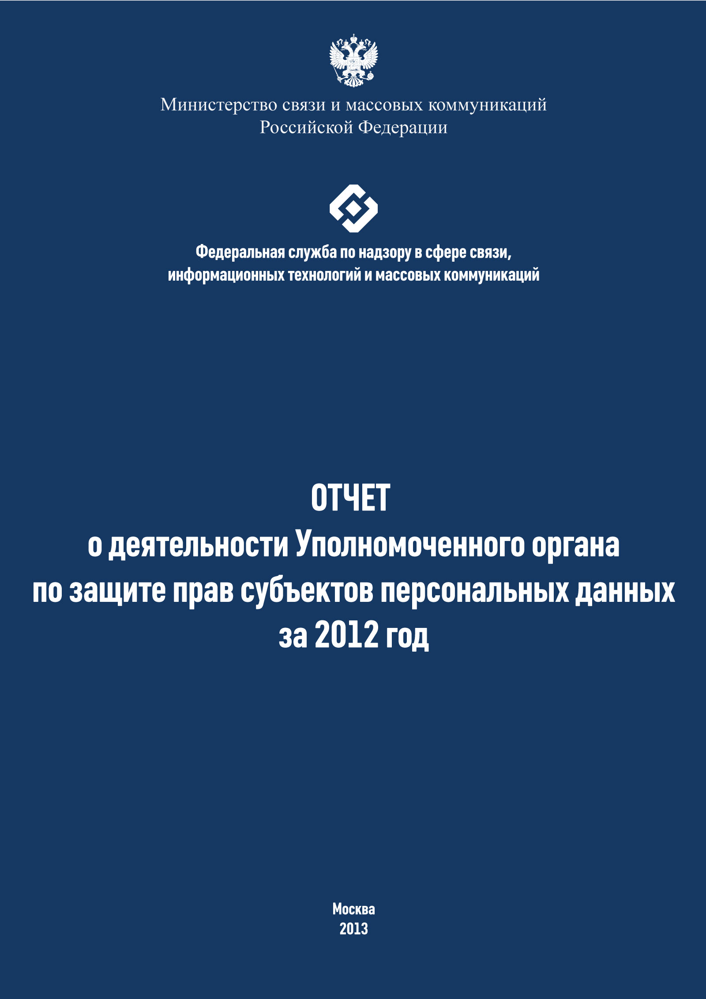 Министерство связи и массовых коммуникаций
Российской Федерации
Федеральная служба по надзору в сфере связи,
информационных технологий и массовых коммуникаций
ОТЧЕТ
о деятельности Уполномоченного органа
по защите прав субъектов персональных данных
за 2012 год
Москва
2013